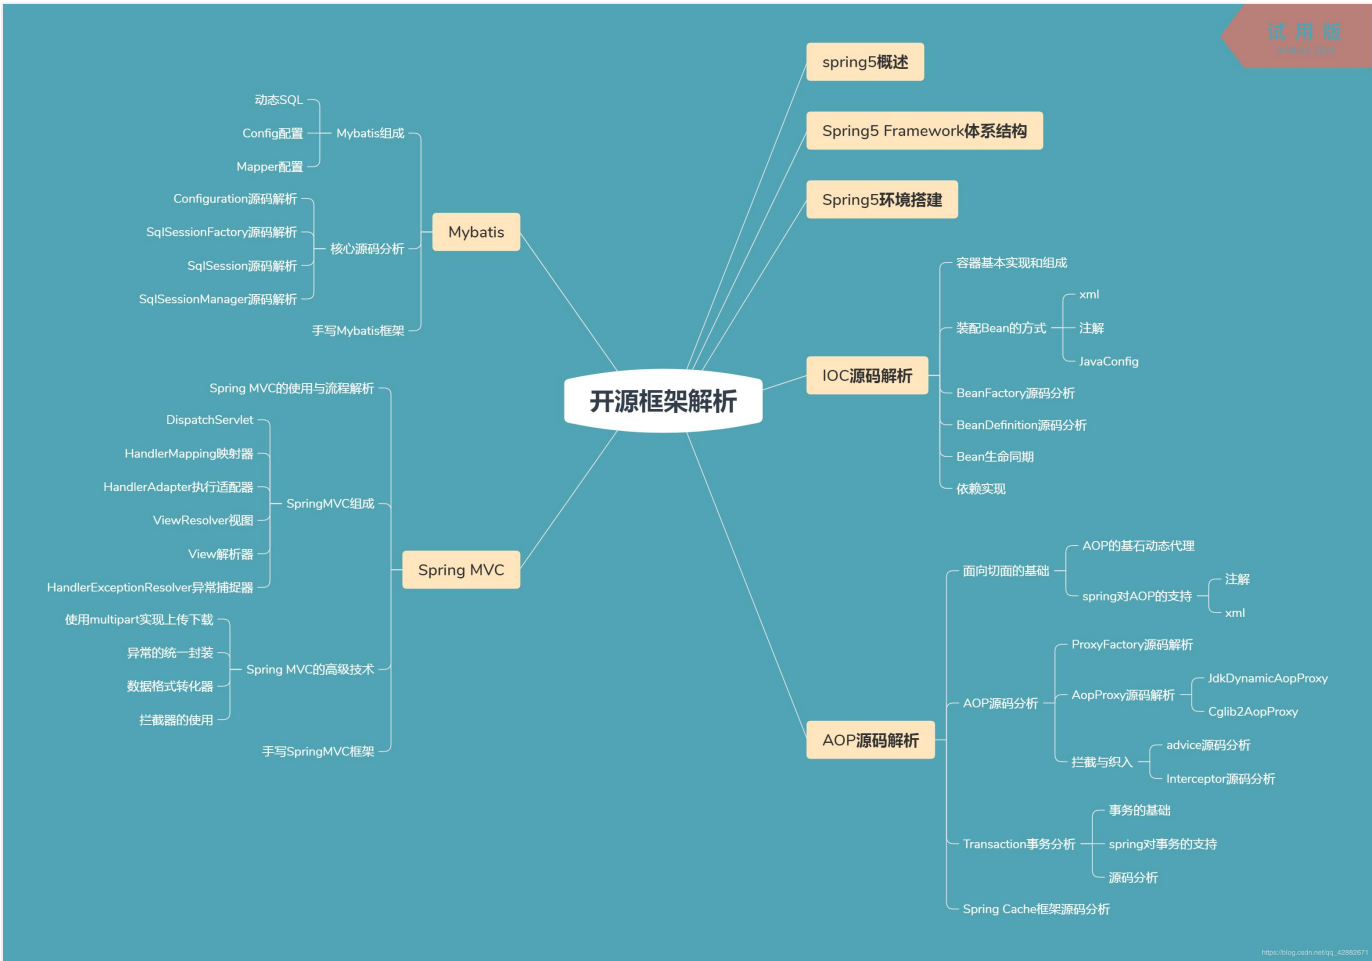 试用版
开源框架解析
spring5概述
Spring5 Framework体系结构
Spring5环境搭建
IOC源码解析
容器基本实现和组成
装配Bean的方式
xml
注解
JavaConfig
BeanFactory源码分析
BeanDefinition源码分析
Bean生命同期
依赖实现
AOP源码解析
面向切面的基础
AOP的基石动态代理
spring对AOP的支持
注解
xml
AOP源码分析
ProxyFactory源码解析
AopProxy源码解析
JdkDynamicAopProxy
Cglib2AopProxy
拦截与织入
advice源码分析
Interceptor源码分析
Transaction事务分析
事务的基础
spring对事务的支持
源码分析
Spring Cache框架源码分析
Mybatis
Mybatis组成
动态SQL
Config配置
Mapper配置
核心源码分析
Configuration源码解析
SqlSessionFactory源码解析
SqlSession源码解析
SqlSessionManager源码解析
手写Mybatis框架
Spring MVC
Spring MVC的使用与流程解析
SpringMVC组成
DispatchServlet
HandlerMapping映射器
HandlerAdapter执行适配器
ViewResolver视图
View解析器
HandlerExceptionResolver异常捕捉器
Spring MVC的高级技术
使用multipart实现上传下载
异常的统一封装
数据格式转化器
拦截器的使用
手写SpringMVC框架
https://blog.csdn.net/qq_42982671